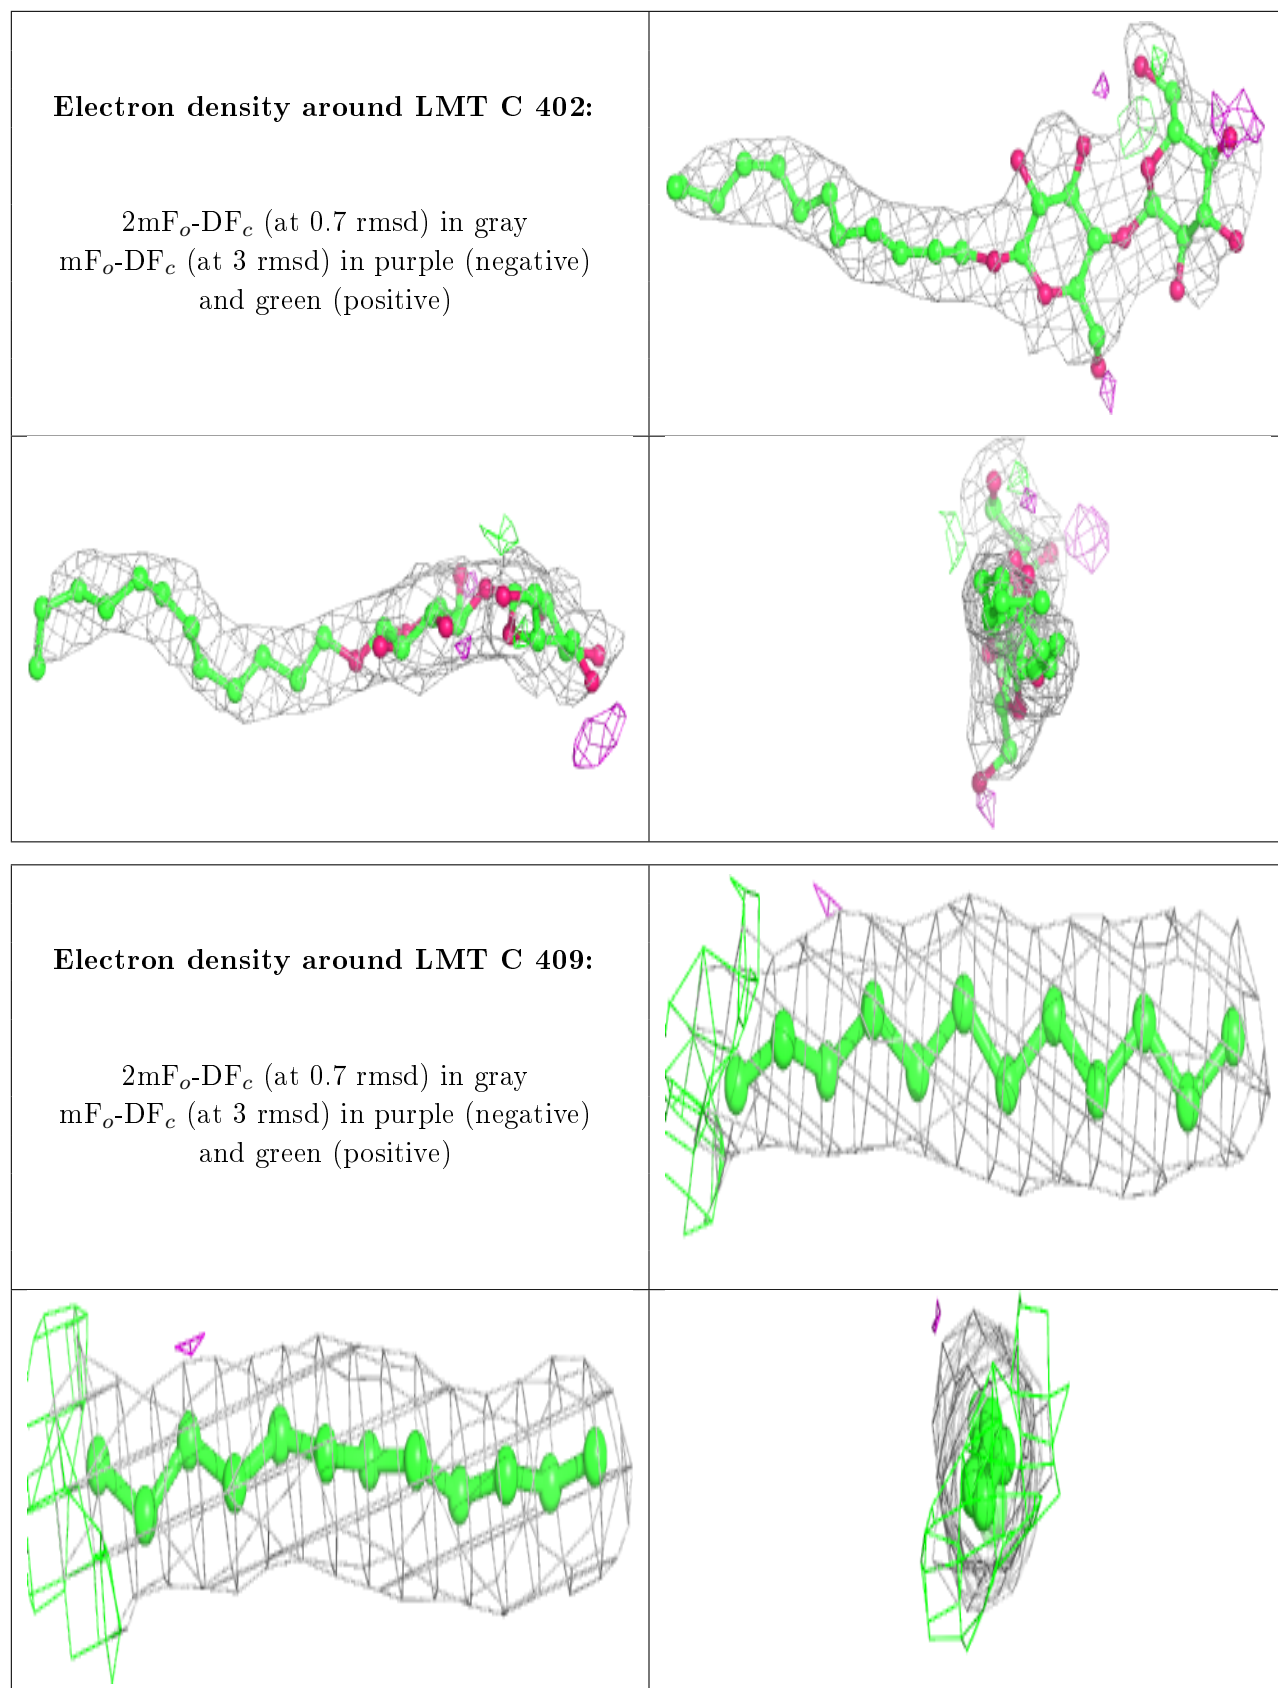 Electron density around LMT C 402:
2mFₒ-DF𝒸 (at 0.7 rmsd) in gray
mFₒ-DF𝒸 (at 3 rmsd) in purple (negative)
and green (positive)
Electron density around LMT C 409:
2mFₒ-DF𝒸 (at 0.7 rmsd) in gray
mFₒ-DF𝒸 (at 3 rmsd) in purple (negative)
and green (positive)